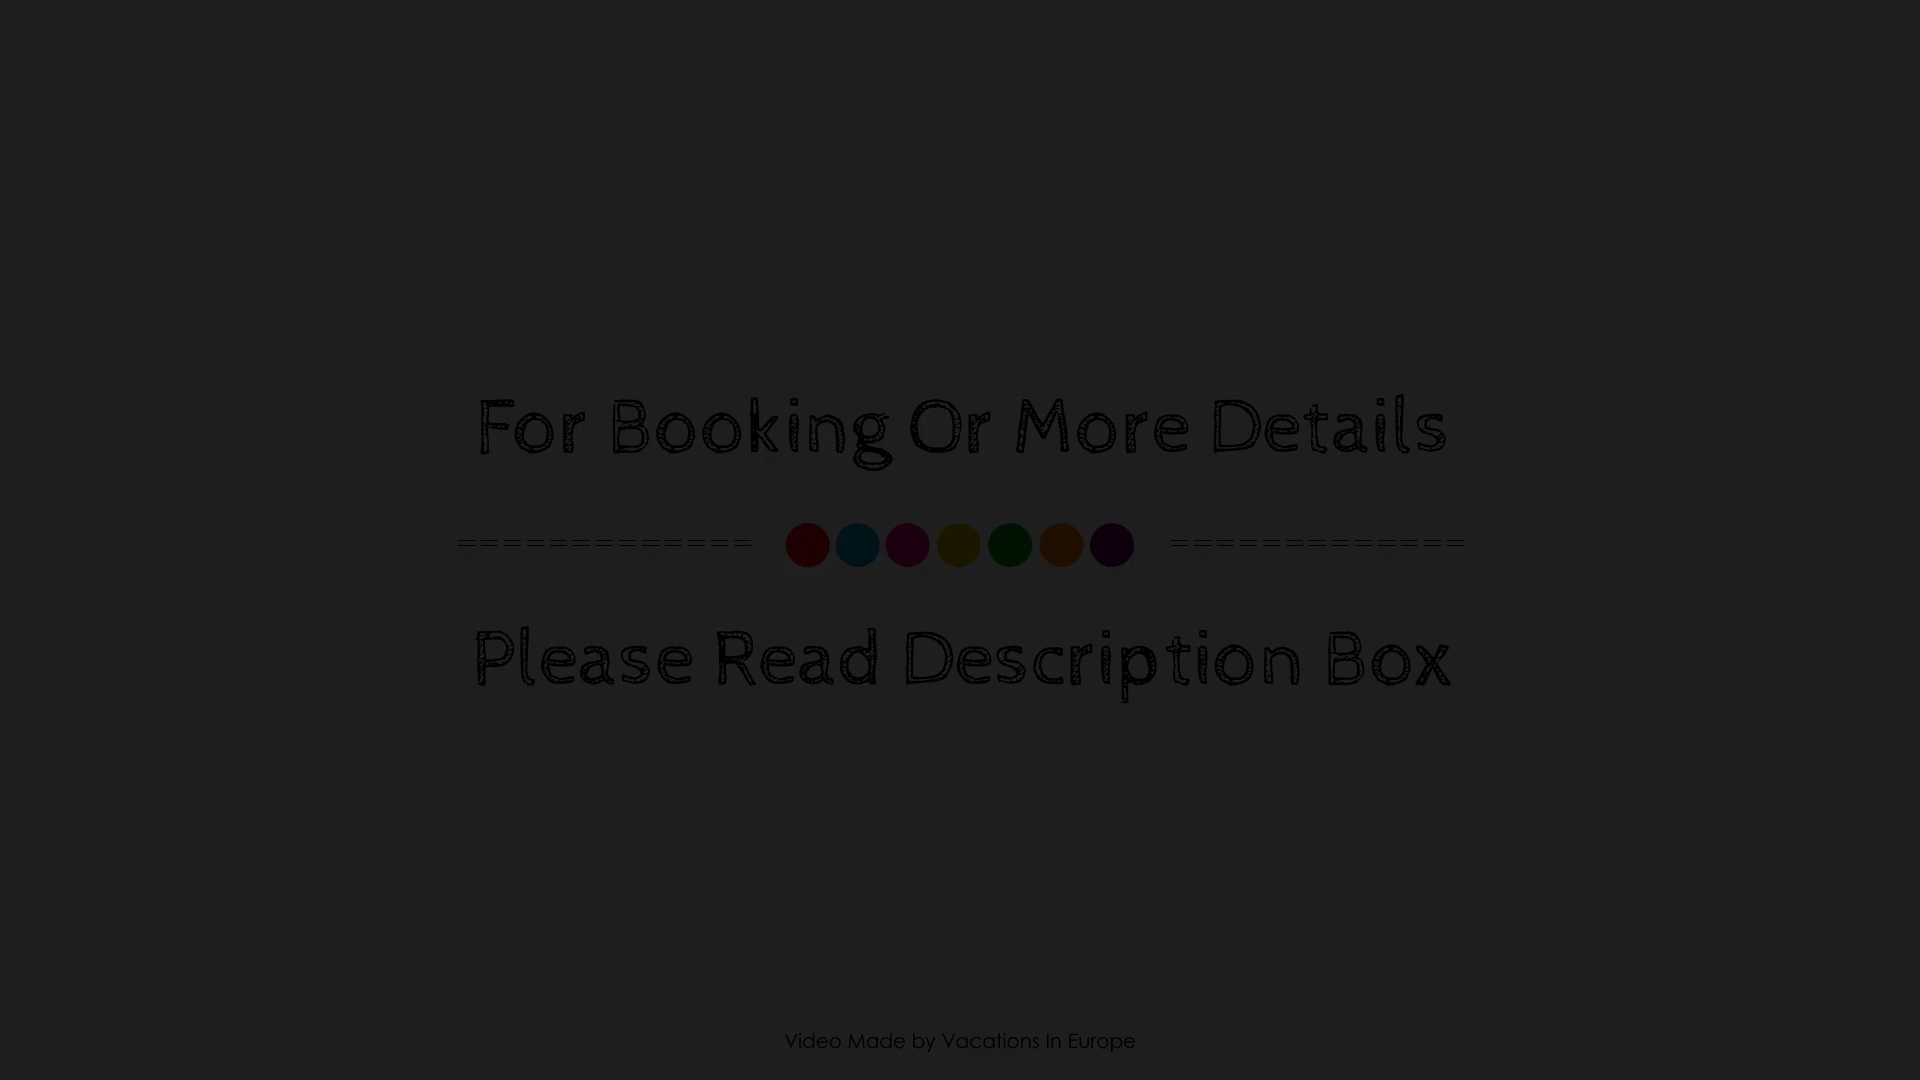 For Booking Or More Details
============= =============
Please Read Description Box
Video Made by Vacations In Europe